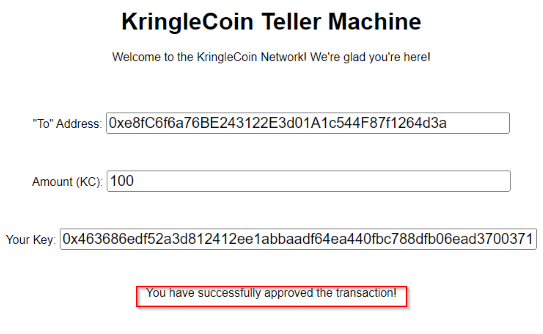 KringleCoin Teller Machine
Welcome to the KringleCoin Network! We're glad you're here!
"To" Address: 0xe8fC6f6a76BE243122E3d01A1c544F87f1264d3a
Amount (KC): 100
Your Key: 0x463686edf52a3d812412ee1abbaadf64ea440fbc788dfb06ead3700371
You have successfully approved the transaction!